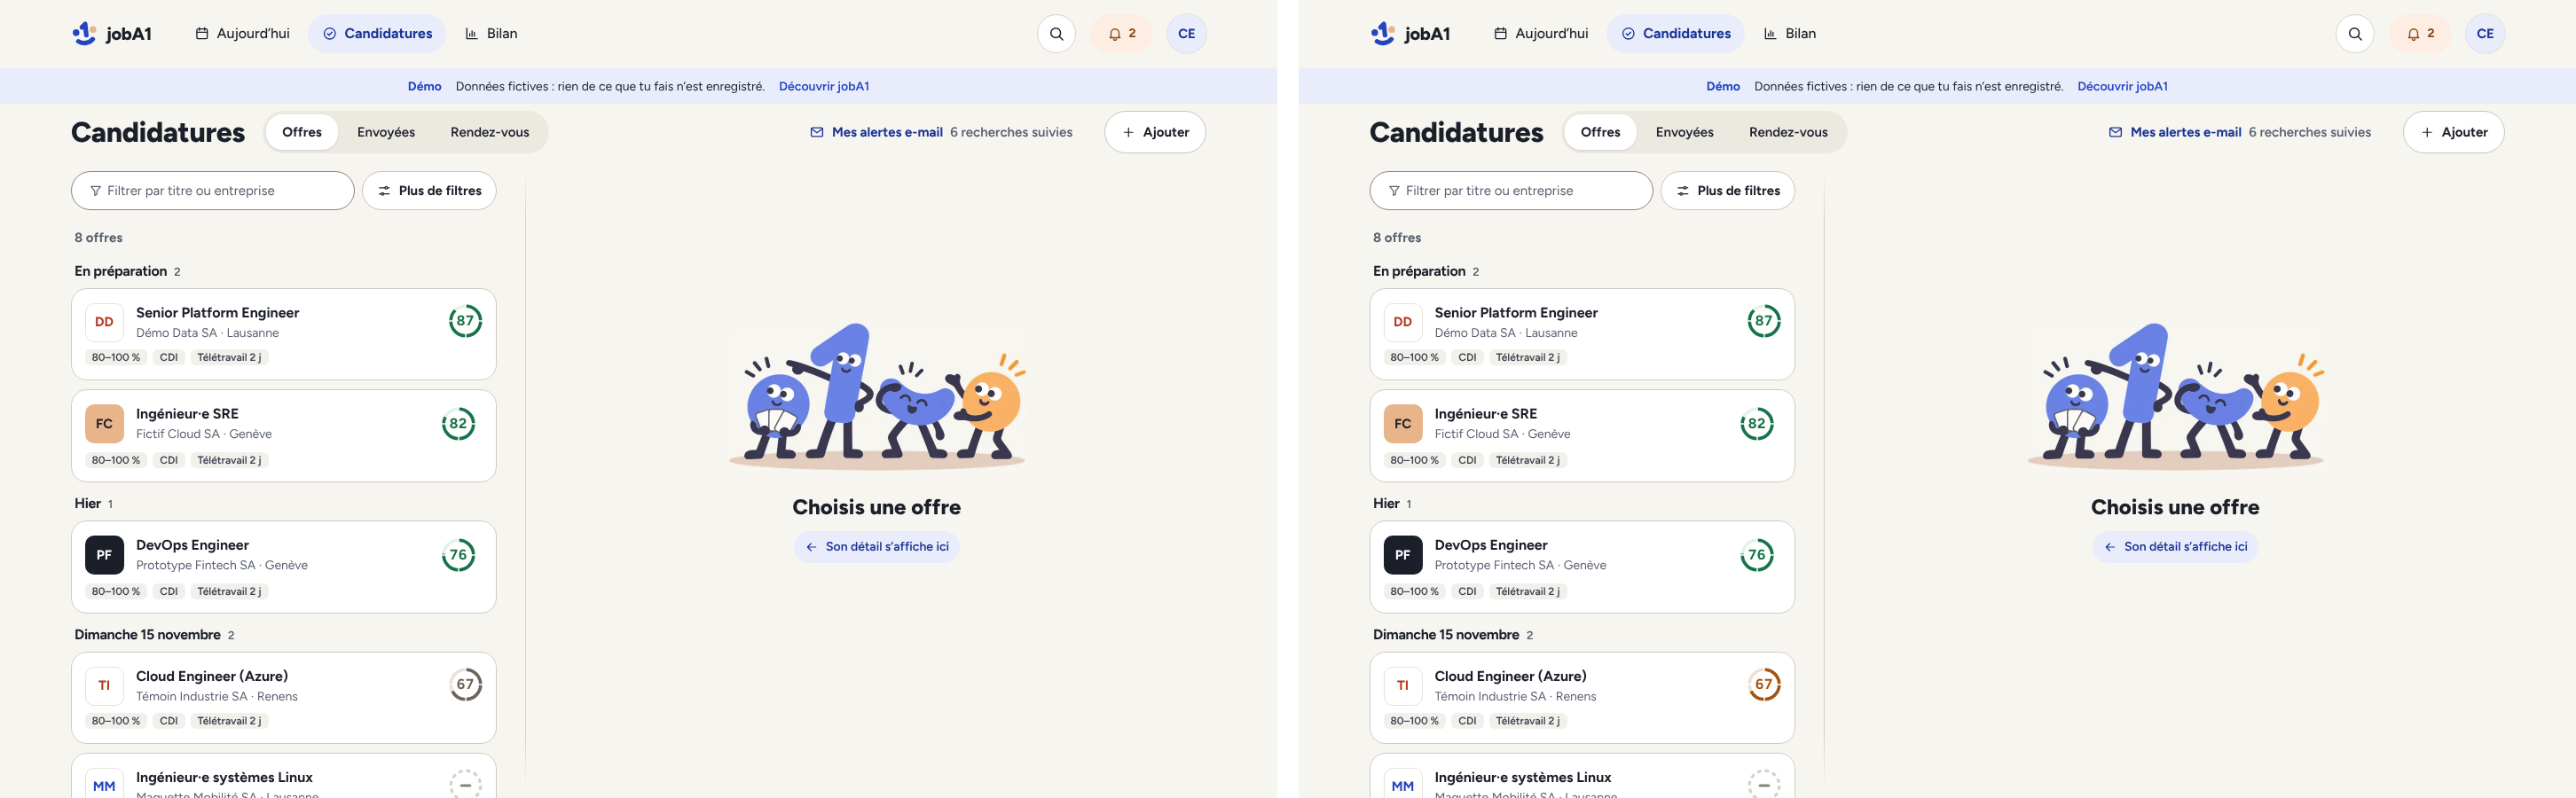 jobA1 Aujourd'hui Candidatures Bilan 2 CE
Démo Données fictives : rien de ce que tu fais n'est enregistré. Découvrir jobA1
Candidatures Offres Envoyées Rendez-vous Mes alertes e-mail 6 recherches suivies + Ajouter
Filtrer par titre ou entreprise Plus de filtres
8 offres
En préparation 2
DD Senior Platform Engineer 87
Démo Data SA · Lausanne
80–100 % CDI Télétravail 2 j
FC Ingénieur·e SRE 82
Fictif Cloud SA · Genève
80–100 % CDI Télétravail 2 j
Hier 1
PF DevOps Engineer 76
Prototype Fintech SA · Genève
80–100 % CDI Télétravail 2 j
Dimanche 15 novembre 2
TI Cloud Engineer (Azure) 67
Témoin Industrie SA · Renens
80–100 % CDI Télétravail 2 j
MM Ingénieur·e systèmes Linux –
Maquette Mobilité SA · Lausanne
Choisis une offre
← Son détail s'affiche ici
jobA1 Aujourd'hui Candidatures Bilan 2 CE
Démo Données fictives : rien de ce que tu fais n'est enregistré. Découvrir jobA1
Candidatures Offres Envoyées Rendez-vous Mes alertes e-mail 6 recherches suivies + Ajouter
Filtrer par titre ou entreprise Plus de filtres
8 offres
En préparation 2
DD Senior Platform Engineer 87
Démo Data SA · Lausanne
80–100 % CDI Télétravail 2 j
FC Ingénieur·e SRE 82
Fictif Cloud SA · Genève
80–100 % CDI Télétravail 2 j
Hier 1
PF DevOps Engineer 76
Prototype Fintech SA · Genève
80–100 % CDI Télétravail 2 j
Dimanche 15 novembre 2
TI Cloud Engineer (Azure) 67
Témoin Industrie SA · Renens
80–100 % CDI Télétravail 2 j
MM Ingénieur·e systèmes Linux –
Maquette Mobilité SA · Lausanne
Choisis une offre
← Son détail s'affiche ici